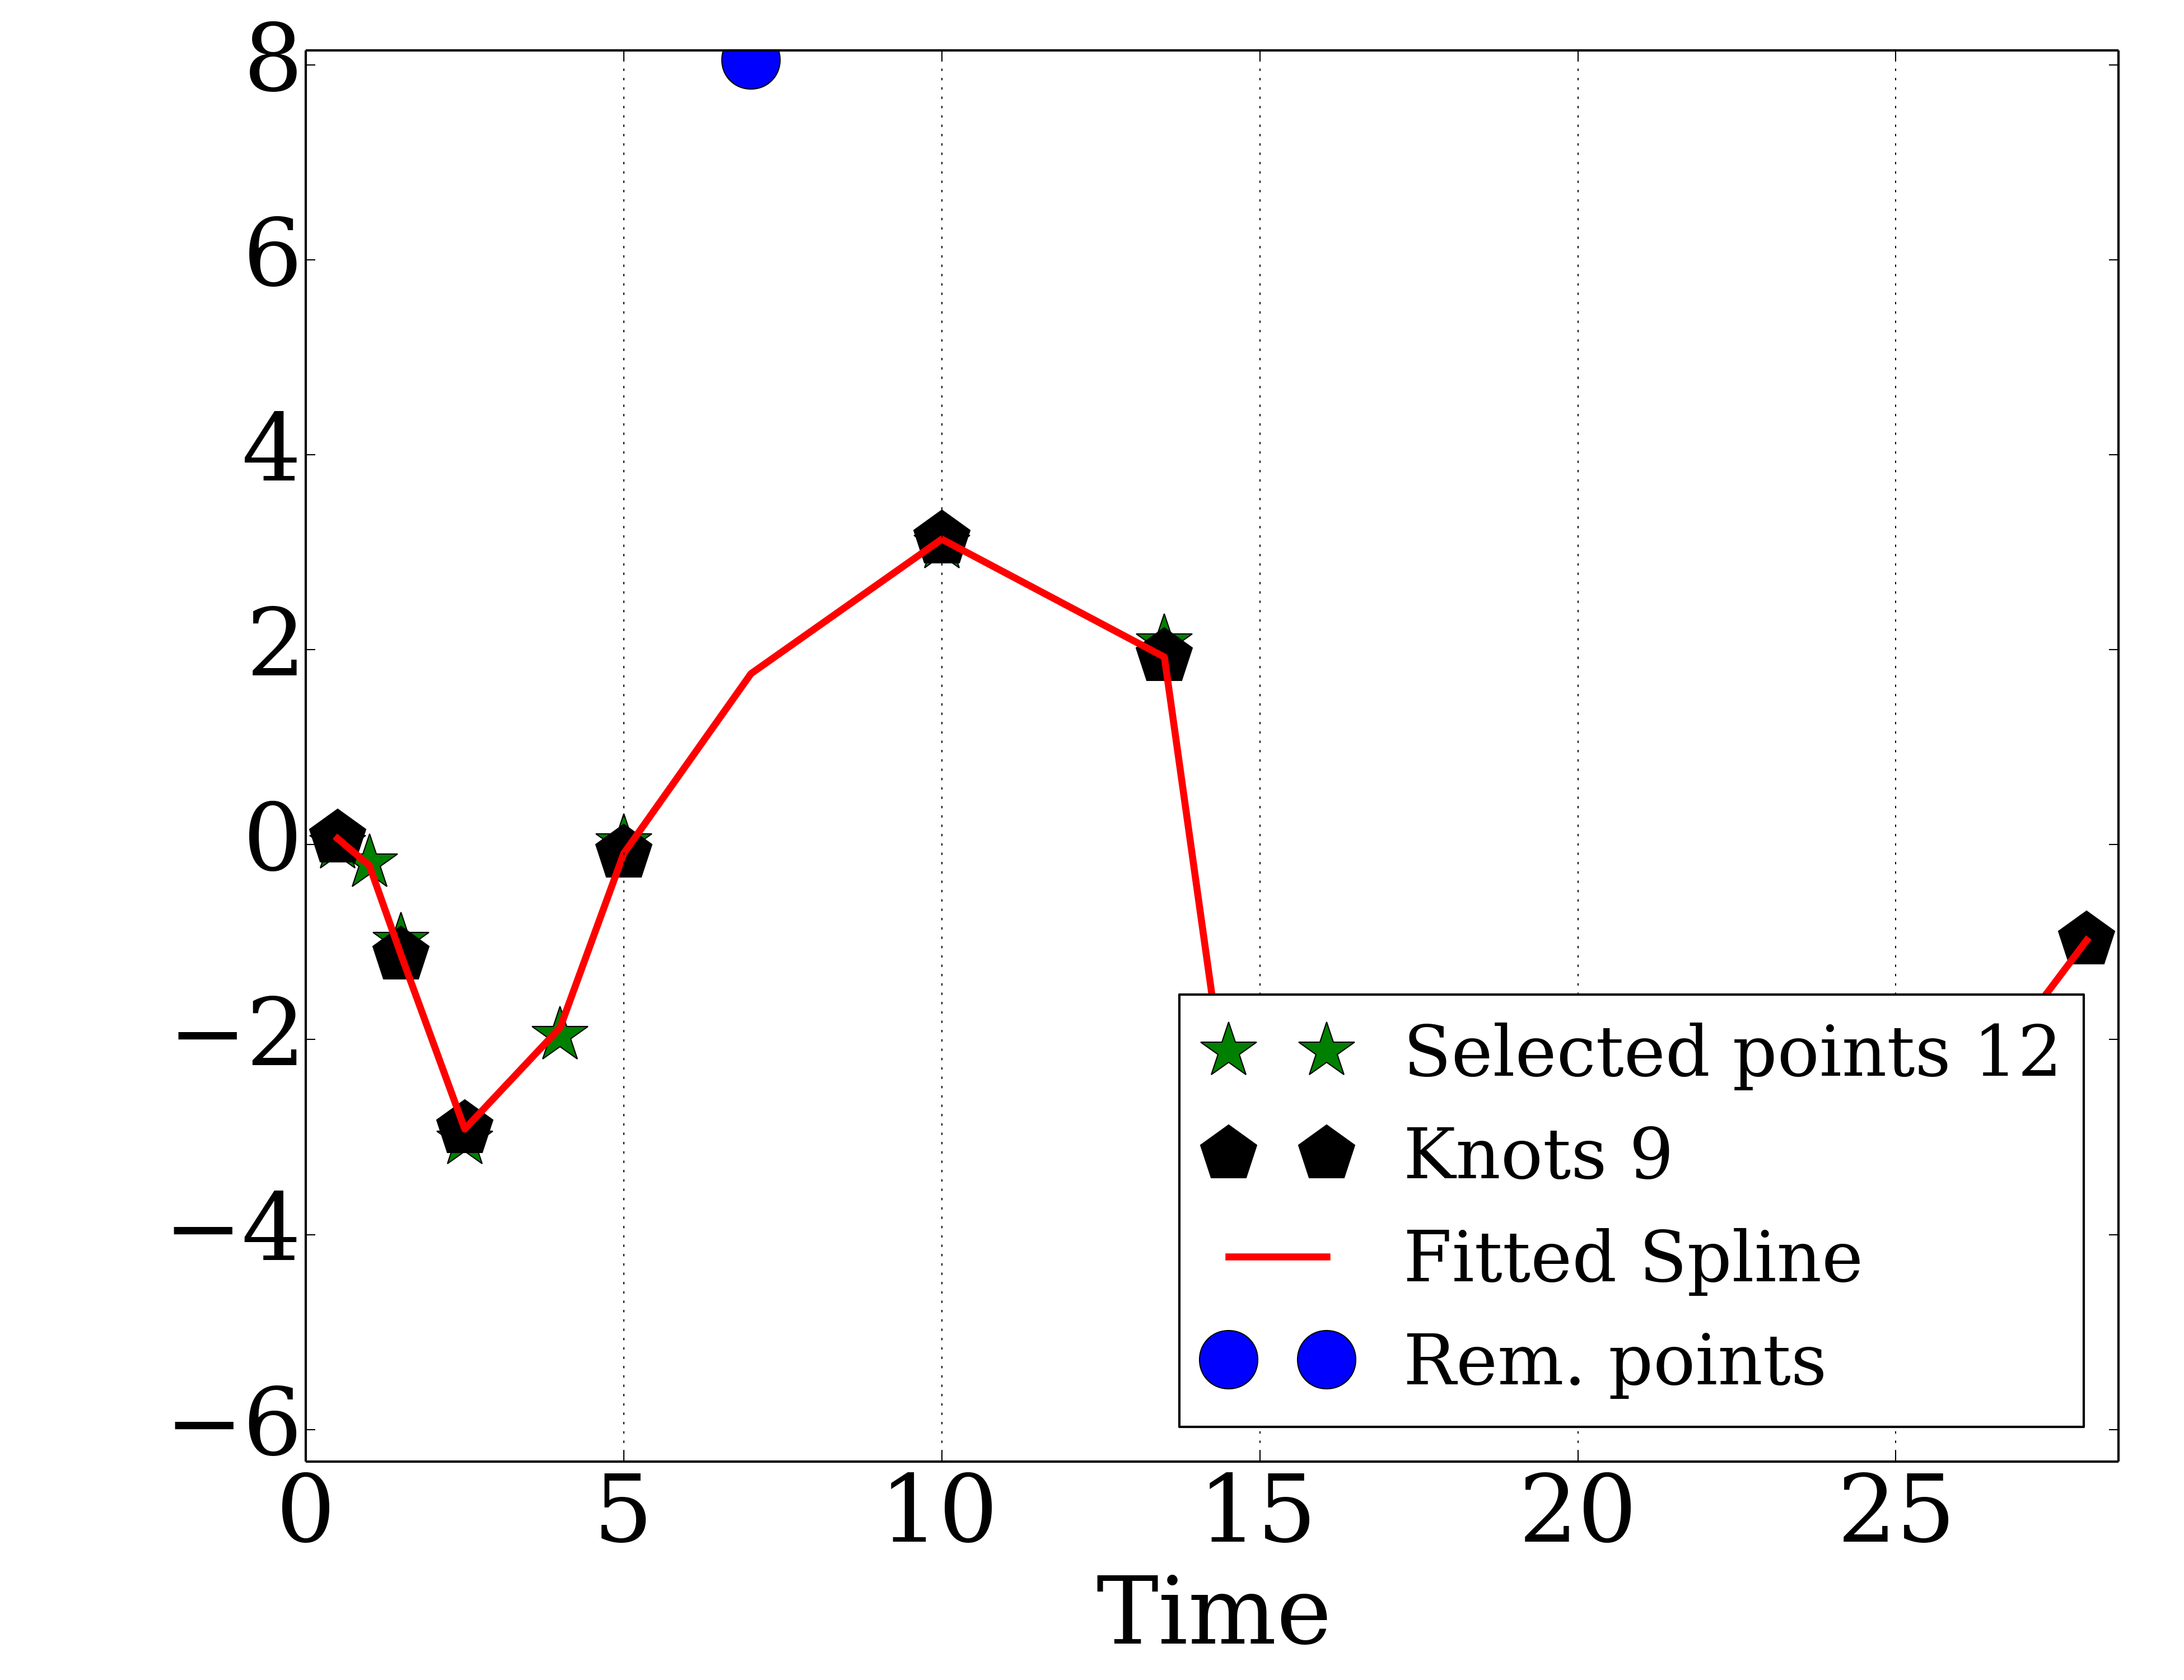 8
6
4
2
0
−2
−4
−6
Selected points 12
Knots 9
Fitted Spline
Rem. points
0 5 10 15 20 25
Time